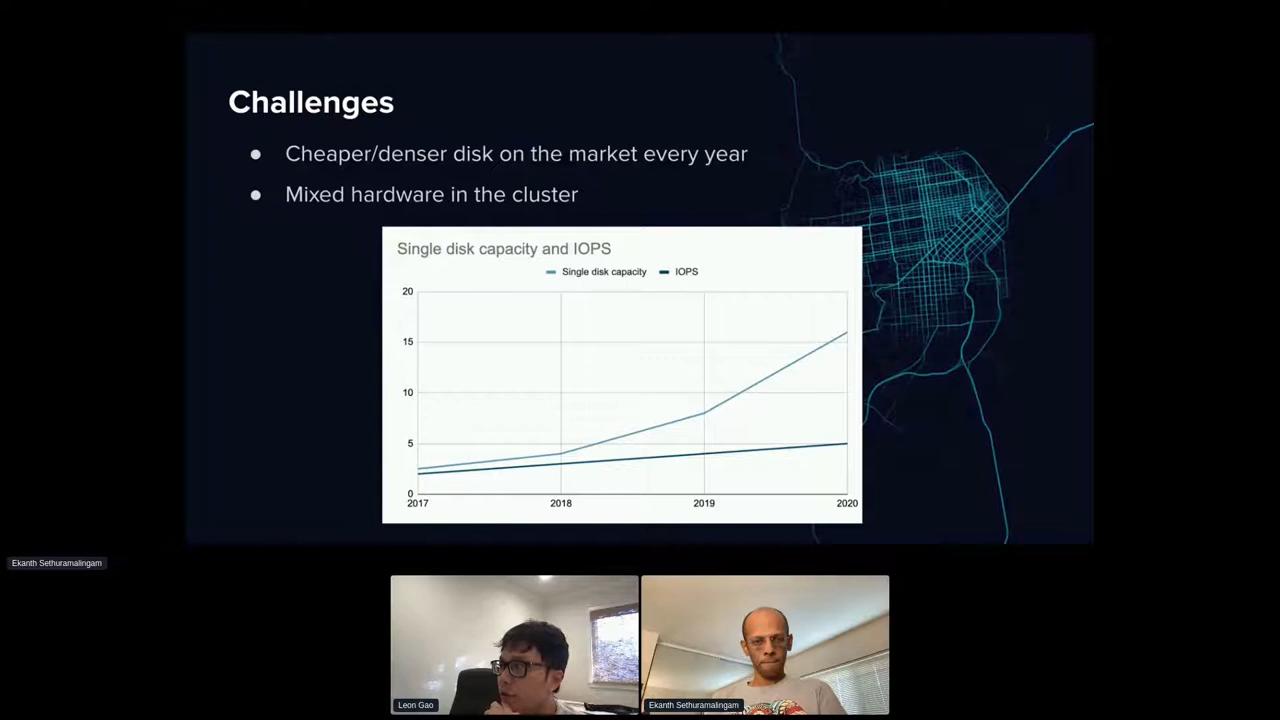 Challenges
● Cheaper/denser disk on the market every year
● Mixed hardware in the cluster
Single disk capacity and IOPS
Single disk capacity IOPS
20
15
10
5
0
2017 2018 2019 2020
Ekanth Sethuramalingam
Leon Gao
Ekanth Sethuramalingam